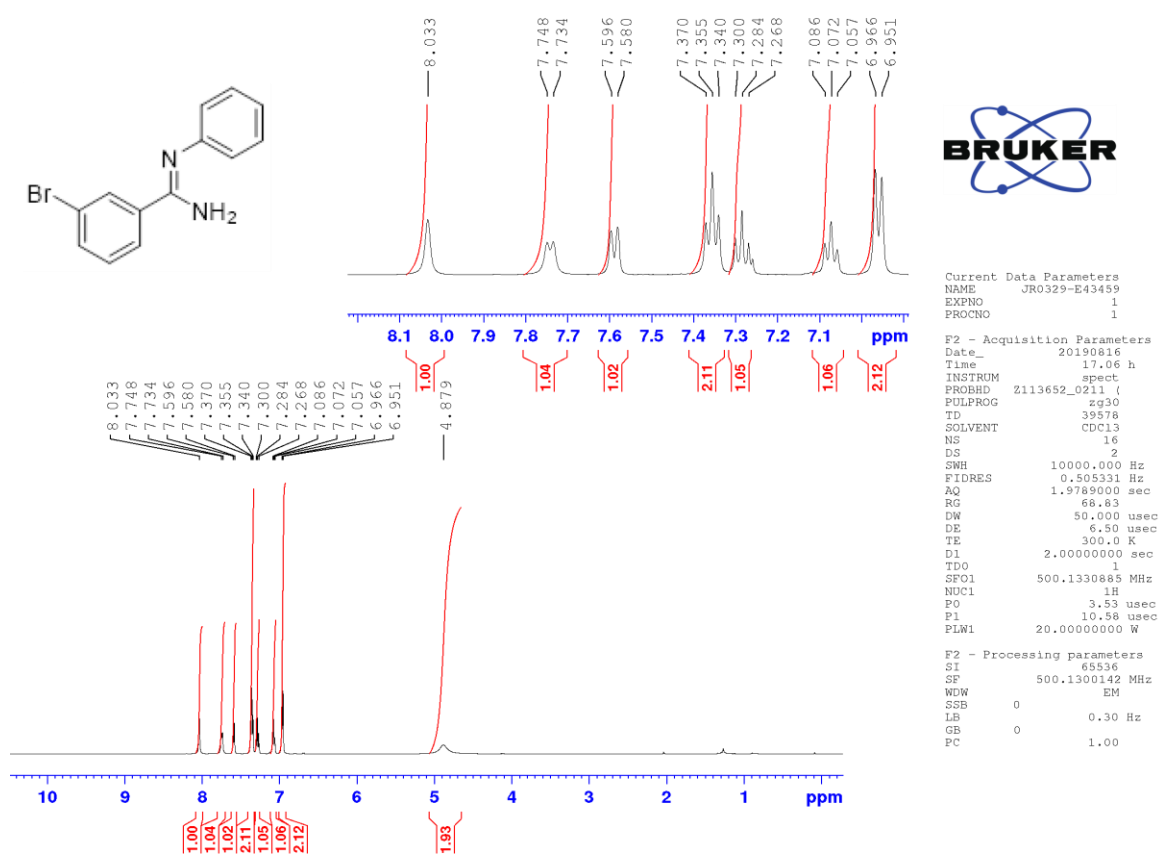 8.033
7.748
7.734
7.596
7.580
7.370
7.355
7.340
7.300
7.284
7.268
7.086
7.072
7.057
6.966
6.951
N
Br
NH2
BRUKER
8.1 8.0 7.9 7.8 7.7 7.6 7.5 7.4 7.3 7.2 7.1 ppm
1.00
1.04
1.02
2.11
1.05
1.06
2.12
8.033
7.748
7.734
7.596
7.580
7.370
7.355
7.340
7.300
7.284
7.268
7.086
7.072
7.057
6.966
6.951
4.879
10 9 8 7 6 5 4 3 2 1 ppm
1.00
1.04
1.02
2.11
1.05
1.06
2.12
1.93
Current Data Parameters
NAME JR0329-E43459
EXPNO 1
PROCNO 1
F2 - Acquisition Parameters
Date_ 20190816
Time 17.06 h
INSTRUM spect
PROBHD Z113652_0211 (
PULPROG zg30
TD 39578
SOLVENT CDCl3
NS 16
DS 2
SWH 10000.000 Hz
FIDRES 0.505331 Hz
AQ 1.9789000 sec
RG 68.83
DW 50.000 usec
DE 6.50 usec
TE 300.0 K
D1 2.00000000 sec
TD0 1
SFO1 500.1330885 MHz
NUC1 1H
P0 3.53 usec
P1 10.58 usec
PLW1 20.00000000 W
F2 - Processing parameters
SI 65536
SF 500.1300142 MHz
WDW EM
SSB 0
LB 0.30 Hz
GB 0
PC 1.00